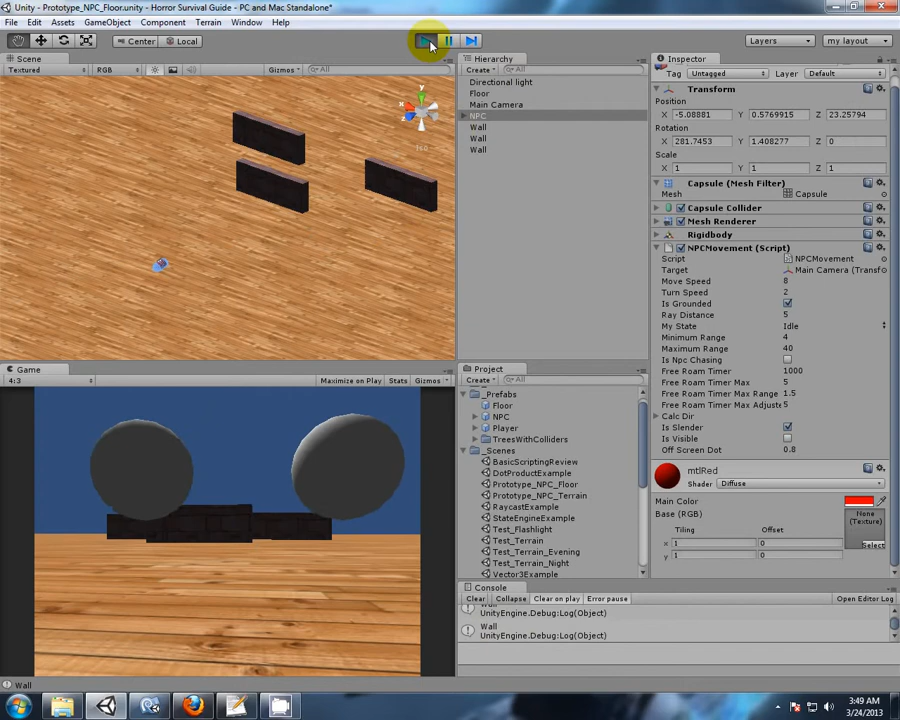 Unity - Prototype_NPC_Floor.unity - Horror Survival Guide - PC and Mac Standalone*
File Edit Assets GameObject Component Terrain Window Help
Center Local Layers my layout
Scene
Textured RGB Gizmos All
y
x
z
Iso
Hierarchy
Create All
Directional light
Floor
Main Camera
NPC
Wall
Wall
Wall
Inspector
Tag Untagged Layer Default
Transform
Position
X -5.08881 Y 0.5769915 Z 23.25794
Rotation
X 281.7453 Y 1.408277 Z 0
Scale
X 1 Y 1 Z 1
Capsule (Mesh Filter)
Mesh Capsule
Capsule Collider
Mesh Renderer
Rigidbody
NPCMovement (Script)
Script NPCMovement
Target Main Camera (Transf
Move Speed 8
Turn Speed 2
Is Grounded
Ray Distance 5
My State Idle
Minimum Range 4
Maximum Range 40
Is Npc Chasing
Free Roam Timer 1000
Free Roam Timer Max 5
Free Roam Timer Max Range 1.5
Free Roam Timer Max Adjuste 5
Calc Dir
Is Slender
Is Visible
Off Screen Dot 0.8
mtlRed
Shader Diffuse
Main Color
Base (RGB)
None
(Texture)
Tiling Offset
x 1 0
y 1 0
Select
Game
4:3 Maximize on Play Stats Gizmos
Project
Create All
_Prefabs
Floor
NPC
Player
TreesWithColliders
_Scenes
BasicScriptingReview
DotProductExample
Prototype_NPC_Floor
Prototype_NPC_Terrain
RaycastExample
StateEngineExample
Test_Flashlight
Test_Terrain
Test_Terrain_Evening
Test_Terrain_Night
Vector3Example
Console
Clear Collapse Clear on play Error pause Open Editor Log
Wall
UnityEngine.Debug:Log(Object)
Wall
UnityEngine.Debug:Log(Object)
Wall
3:49 AM
3/24/2013